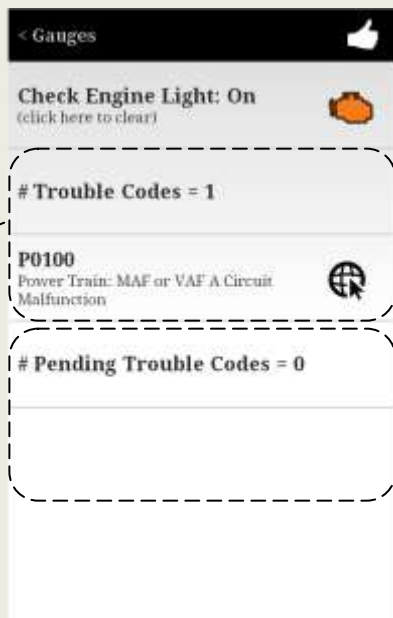 < Gauges
Check Engine Light: On
(click here to clear)
# Trouble Codes = 1
P0100
Power Train: MAF or VAF A Circuit
Malfunction
# Pending Trouble Codes = 0